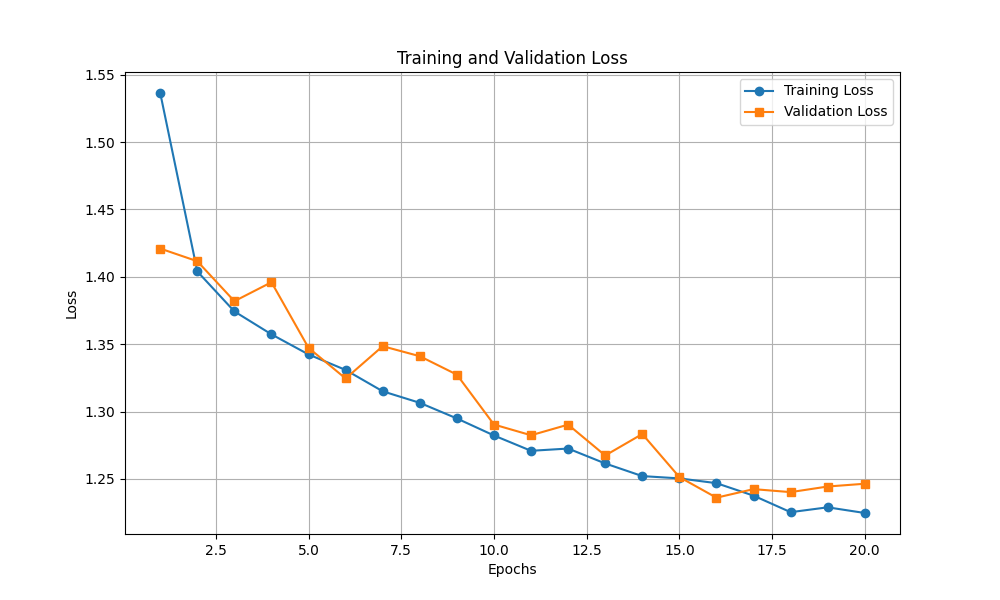 Training and Validation Loss
Training Loss
Validation Loss
Loss
1.55
1.50
1.45
1.40
1.35
1.30
1.25
2.5 5.0 7.5 10.0 12.5 15.0 17.5 20.0
Epochs